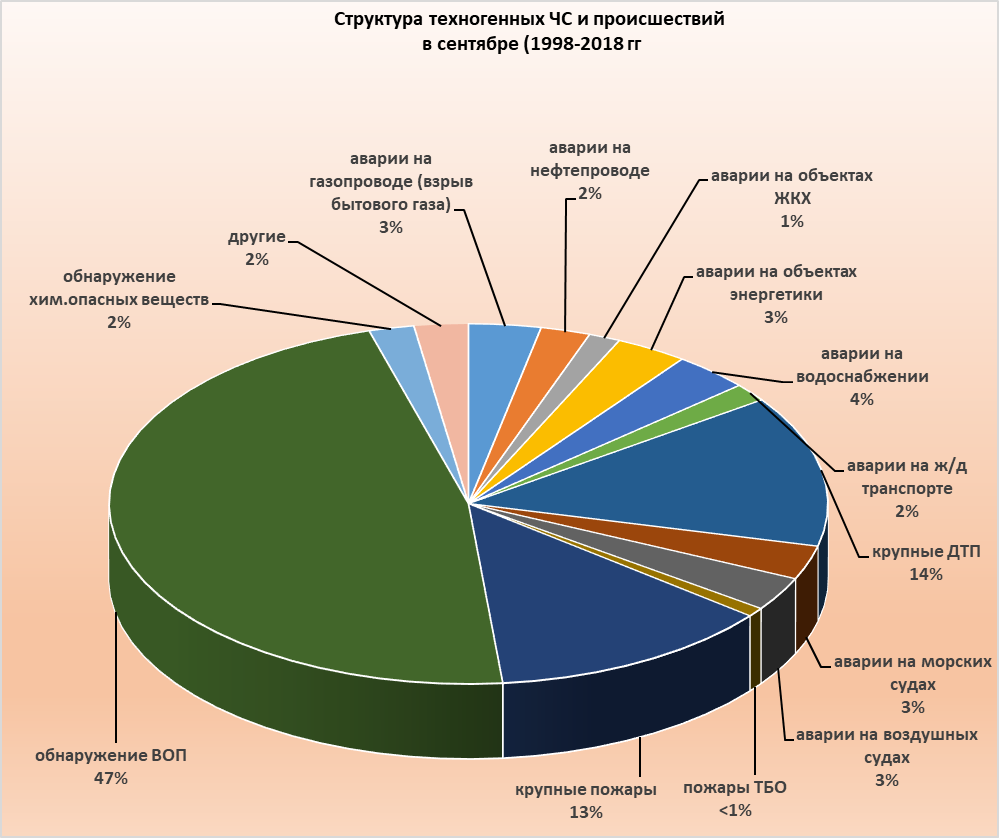 Структура техногенных ЧС и происшествий
в сентябре (1998-2018 гг
аварии на
газопроводе (взрыв
бытового газа)
3%
аварии на
нефтепроводе
2%
аварии на объектах
ЖКХ
1%
аварии на объектах
энергетики
3%
аварии на
водоснабжении
4%
аварии на ж/д
транспорте
2%
крупные ДТП
14%
аварии на морских
судах
3%
аварии на воздушных
судах
3%
пожары ТБО
<1%
крупные пожары
13%
обнаружение ВОП
47%
обнаружение
хим.опасных веществ
2%
другие
2%